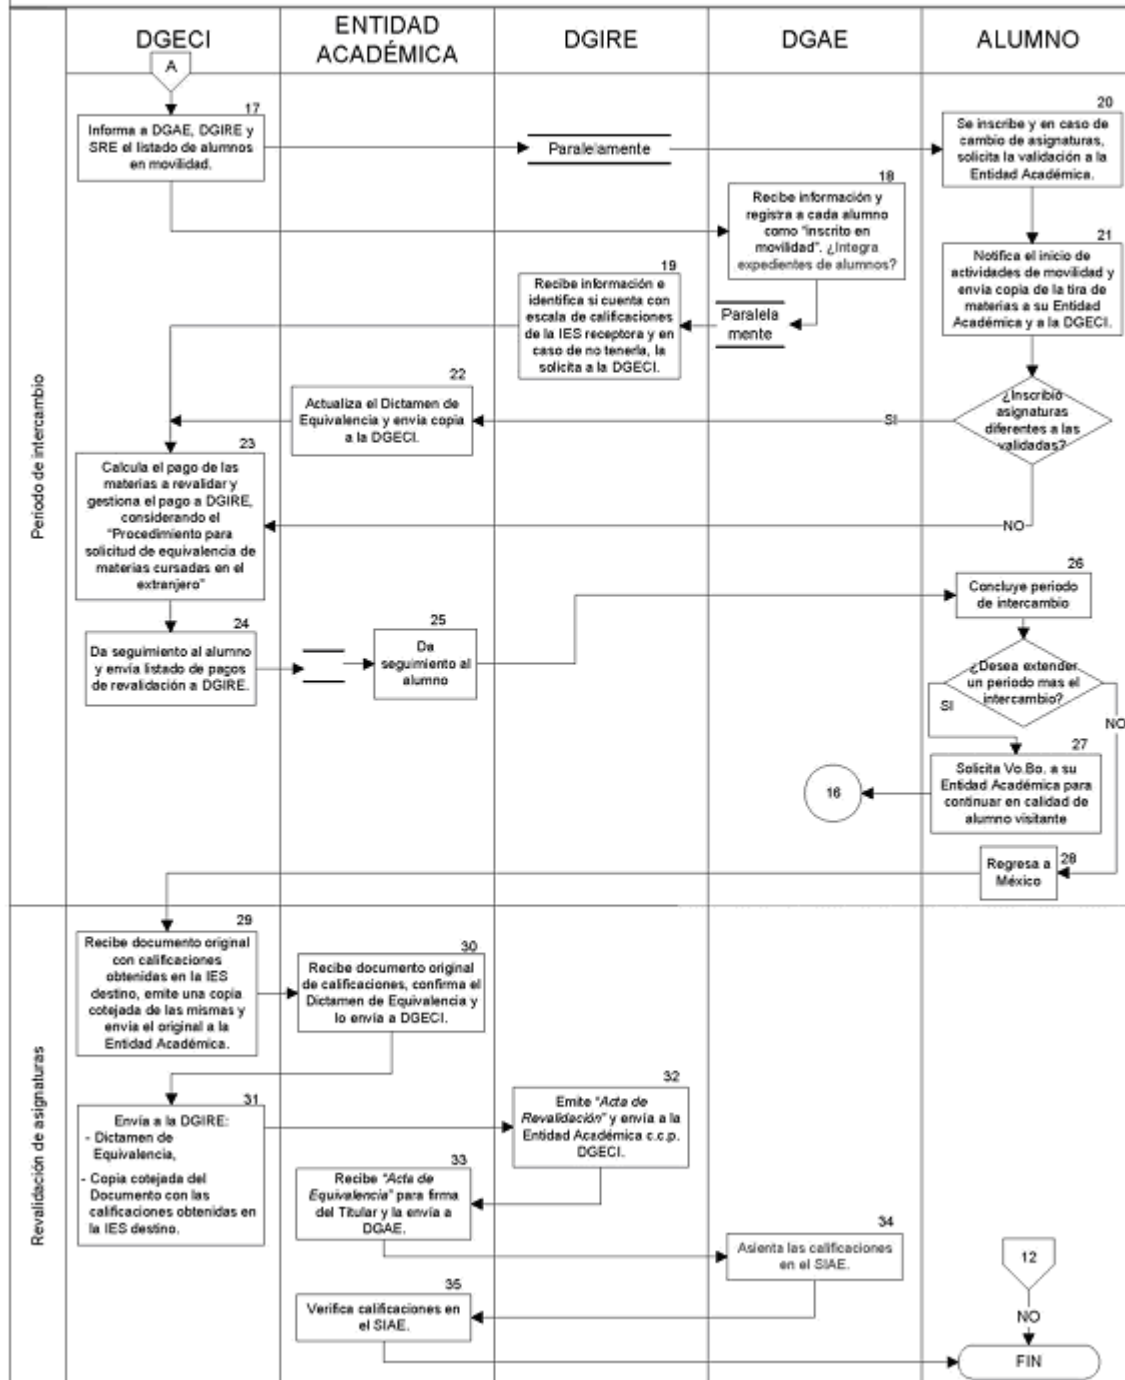 DGECI
ENTIDAD
ACADÉMICA
DGIRE
DGAE
ALUMNO
Periodo de intercambio
A
17
Informa a DGAE, DGIRE y
SRE el listado de alumnos
en movilidad.
Paralelamente
20
Se inscribe y en caso de
cambio de asignaturas,
solicita la validación a la
Entidad Académica.
18
Recibe información y
registra a cada alumno
como "inscrito en
movilidad". ¿Integra
expedientes de alumnos?
21
Notifica el inicio de
actividades de movilidad y
envía copia de la tira de
materias a su Entidad
Académica y a la DGECI.
19
Recibe información e
identifica si cuenta con
escala de calificaciones
de la IES receptora y en
caso de no tenerla, la
solicita a la DGECI.
Paralela
mente
22
Actualiza el Dictamen de
Equivalencia y envía copia
a la DGECI.
SI
¿Inscribió
asignaturas
diferentes a las
validadas?
NO
23
Calcula el pago de las
materias a revalidar y
gestiona el pago a DGIRE,
considerando el
"Procedimiento para
solicitud de equivalencia de
materias cursadas en el
extranjero"
24
Da seguimiento al alumno
y envía listado de pagos
de revalidación a DGIRE.
25
Da
seguimiento al
alumno
26
Concluye periodo
de intercambio
¿Desea extender
un periodo mas el
intercambio?
SI
NO
27
Solicita Vo.Bo. a su
Entidad Académica para
continuar en calidad de
alumno visitante
16
28
Regresa a
México
Revalidación de asignaturas
29
Recibe documento original
con calificaciones
obtenidas en la IES
destino, emite una copia
cotejada de las mismas y
envía el original a la
Entidad Académica.
30
Recibe documento original
de calificaciones, confirma el
Dictamen de Equivalencia y
lo envía a DGECI.
31
Envía a la DGIRE:
- Dictamen de
Equivalencia,
- Copia cotejada del
Documento con las
calificaciones obtenidas en
la IES destino.
32
Emite "Acta de
Revalidación" y envía a la
Entidad Académica c.c.p.
DGECI.
33
Recibe "Acta de
Equivalencia" para firma
del Titular y la envía a
DGAE.
34
Asienta las calificaciones
en el SIAE.
35
Verifica calificaciones en
el SIAE.
12
NO
FIN